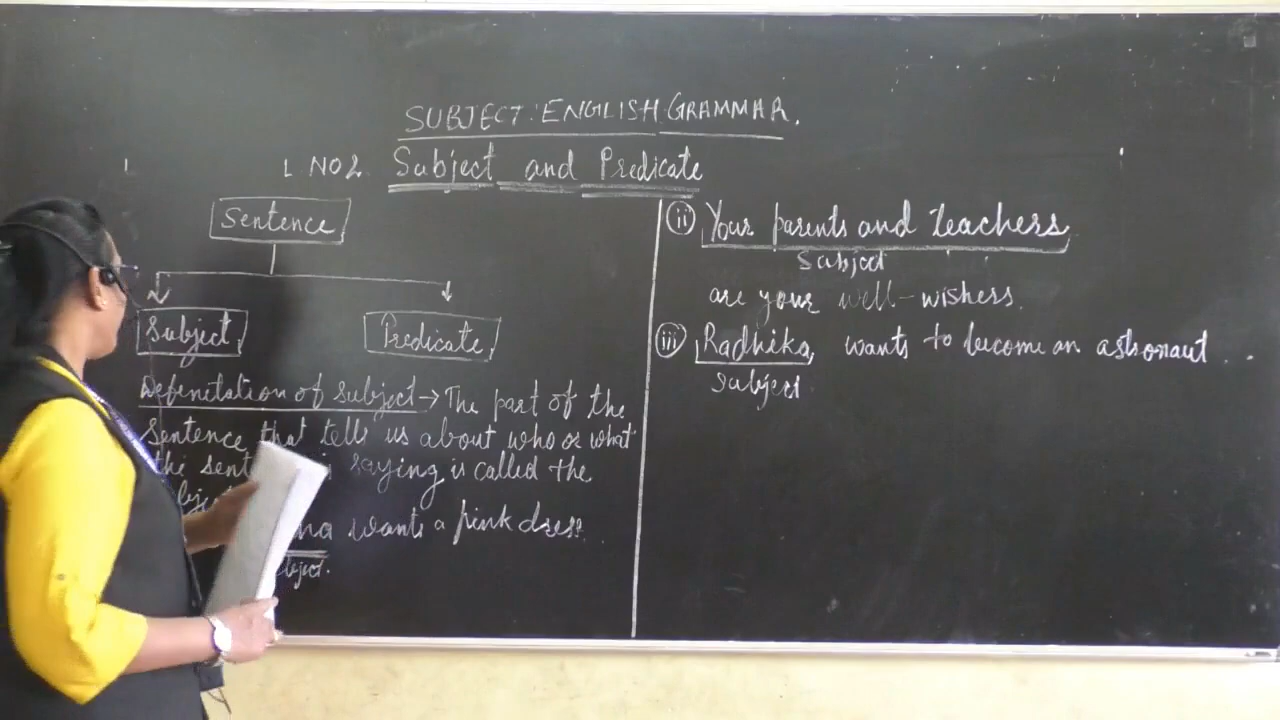 SUBJECT : ENGLISH GRAMMAR.
L NO 2 Subject and Predicate
Sentence
Subject
Predicate
Defenitation of subject → The part of the
sentence that tells us about who or what
the saying is called the
wants a pink dress.
(ii) Your parents and teachers
Subject
are your well-wishers.
(iii) Radhika, wants to become an astronaut
subject